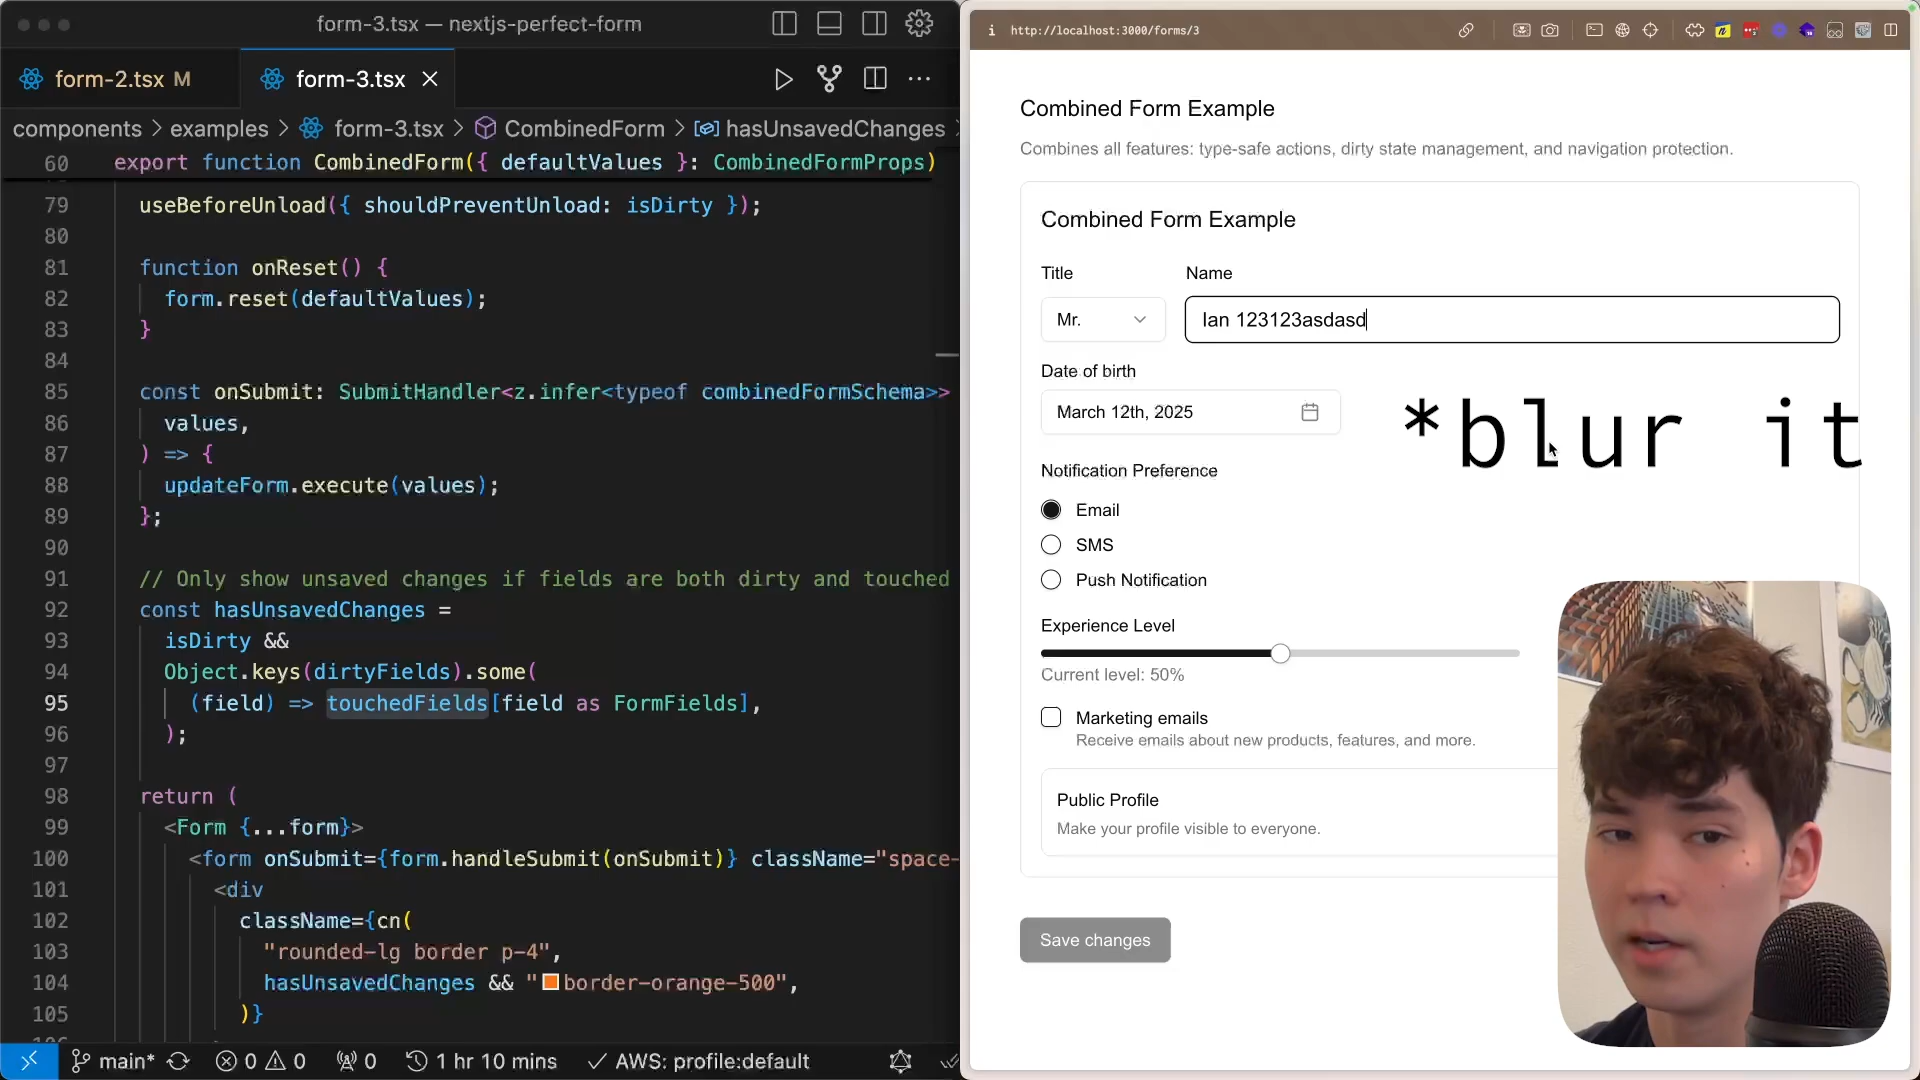 form-3.tsx — nextjs-perfect-form
form-2.tsx M
form-3.tsx
components > examples > form-3.tsx > CombinedForm > hasUnsavedChanges >
60 export function CombinedForm({ defaultValues }: CombinedFormProps)
79 useBeforeUnload({ shouldPreventUnload: isDirty });
80
81 function onReset() {
82 form.reset(defaultValues);
83 }
84
85 const onSubmit: SubmitHandler<z.infer<typeof combinedFormSchema>>
86 values,
87 ) => {
88 updateForm.execute(values);
89 };
90
91 // Only show unsaved changes if fields are both dirty and touched
92 const hasUnsavedChanges =
93 isDirty &&
94 Object.keys(dirtyFields).some(
95 (field) => touchedFields[field as FormFields],
96 );
97
98 return (
99 <Form {...form}>
100 <form onSubmit={form.handleSubmit(onSubmit)} className="space-
101 <div
102 className={cn(
103 "rounded-lg border p-4",
104 hasUnsavedChanges && "border-orange-500",
105 )}
main* 0 0 0 1 hr 10 mins AWS: profile:default
http://localhost:3000/forms/3
Combined Form Example
Combines all features: type-safe actions, dirty state management, and navigation protection.
Combined Form Example
Title Name
Mr. Ian 123123asdasd
Date of birth
March 12th, 2025
*blur it
Notification Preference
Email
SMS
Push Notification
Experience Level
Current level: 50%
Marketing emails
Receive emails about new products, features, and more.
Public Profile
Make your profile visible to everyone.
Save changes